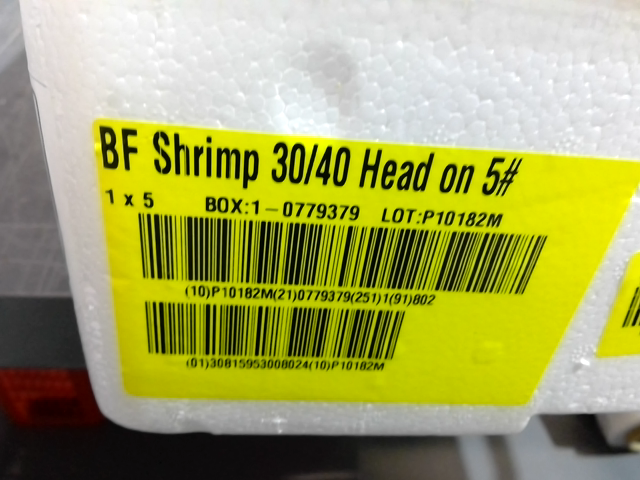 BF Shrimp 30/40 Head on 5#
1 x 5 BOX:1-0779379 LOT:P10182M
(10)P10182M(21)0779379(251)1(91)802
(01)30815953008024(10)P10182M